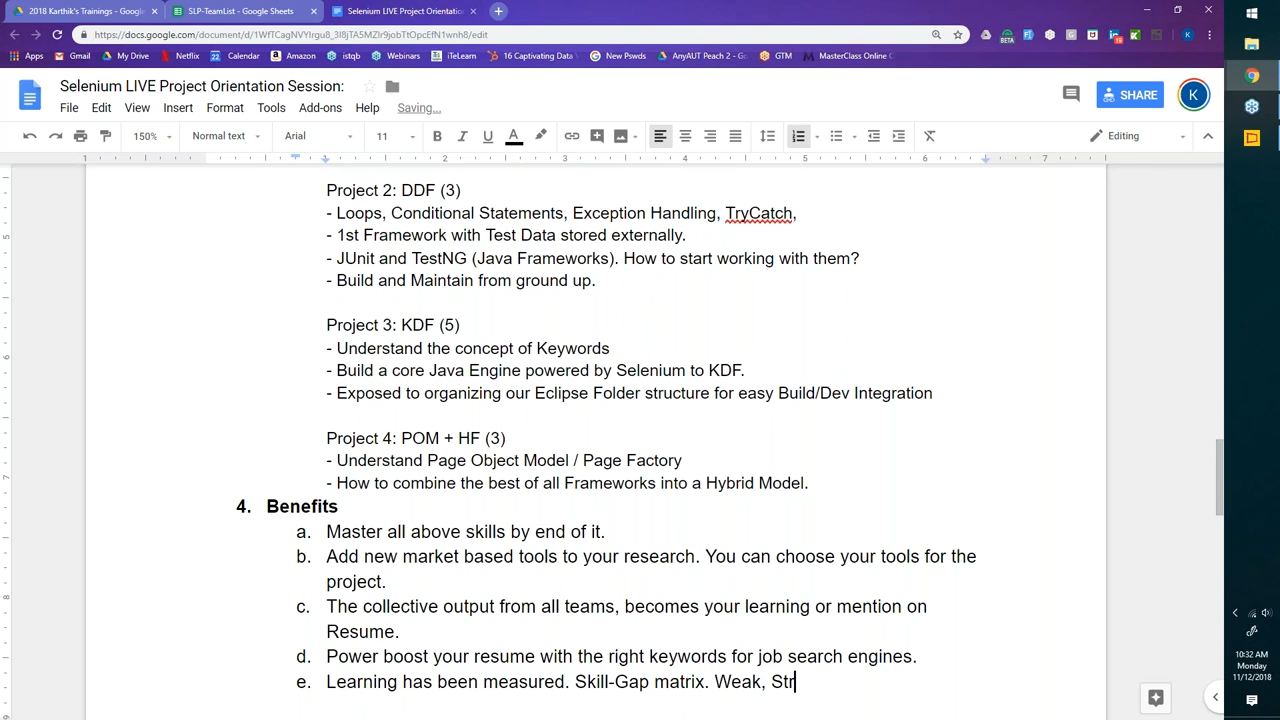 2018 Karthik's Trainings - Google
SLP-TeamList - Google Sheets
Selenium LIVE Project Orientatio
https://docs.google.com/document/d/1WfTCagNVYIrgu8_3I8jTA5MZIr9jobTtOpcEfN1wnh8/edit
Apps Gmail My Drive Netflix Calendar Amazon istqb Webinars iTeLearn 16 Captivating Data New Pswds AnyAUT Peach 2 - G GTM MasterClass Online C
Selenium LIVE Project Orientation Session:
File Edit View Insert Format Tools Add-ons Help Saving...
SHARE
K
150% Normal text Arial 11 Editing
1 2 3 4 5 6 7
Project 2: DDF (3)
- Loops, Conditional Statements, Exception Handling, TryCatch,
- 1st Framework with Test Data stored externally.
- JUnit and TestNG (Java Frameworks). How to start working with them?
- Build and Maintain from ground up.
Project 3: KDF (5)
- Understand the concept of Keywords
- Build a core Java Engine powered by Selenium to KDF.
- Exposed to organizing our Eclipse Folder structure for easy Build/Dev Integration
Project 4: POM + HF (3)
- Understand Page Object Model / Page Factory
- How to combine the best of all Frameworks into a Hybrid Model.
4. Benefits
a. Master all above skills by end of it.
b. Add new market based tools to your research. You can choose your tools for the
project.
c. The collective output from all teams, becomes your learning or mention on
Resume.
d. Power boost your resume with the right keywords for job search engines.
e. Learning has been measured. Skill-Gap matrix. Weak, Str
10:32 AM
Monday
11/12/2018